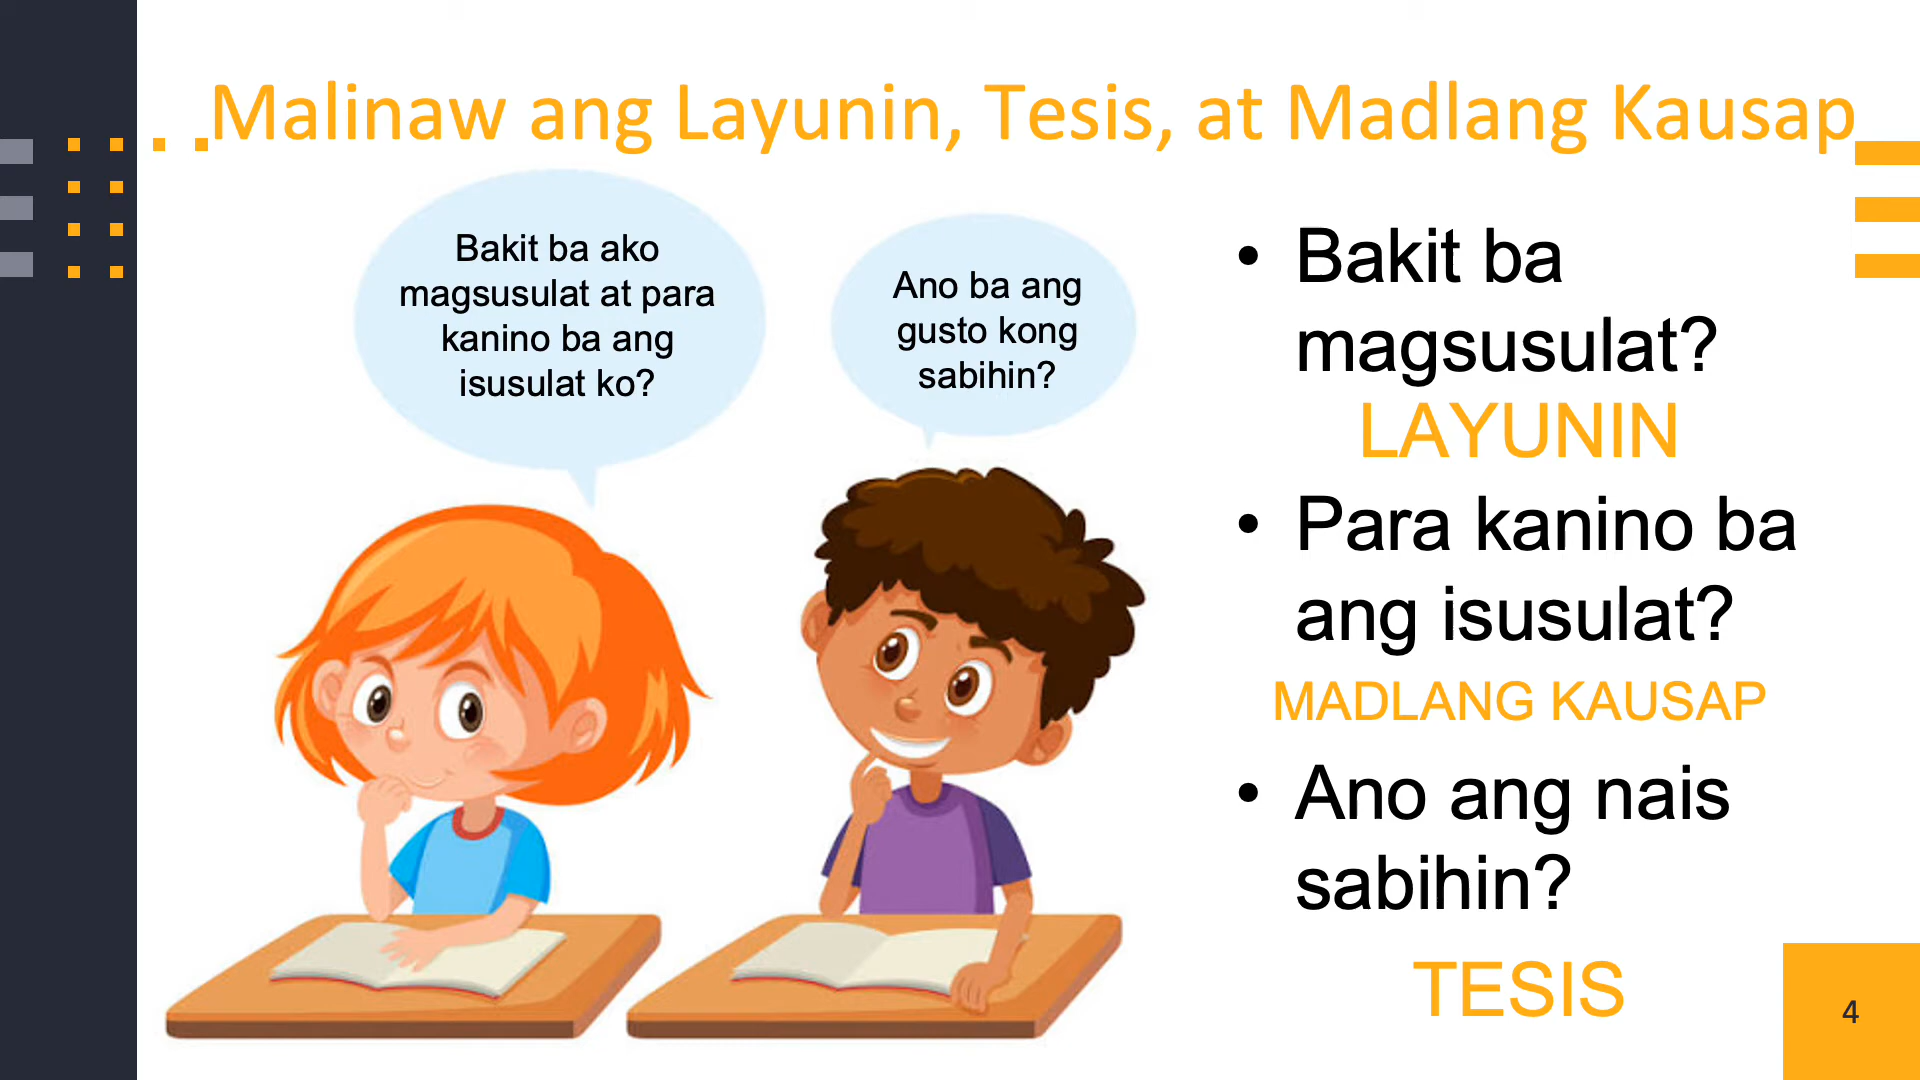 Malinaw ang Layunin, Tesis, at Madlang Kausap
Bakit ba ako
magsusulat at para
kanino ba ang
isusulat ko?
Ano ba ang
gusto kong
sabihin?
• Bakit ba
magsusulat?
LAYUNIN
• Para kanino ba
ang isusulat?
MADLANG KAUSAP
• Ano ang nais
sabihin?
TESIS
4